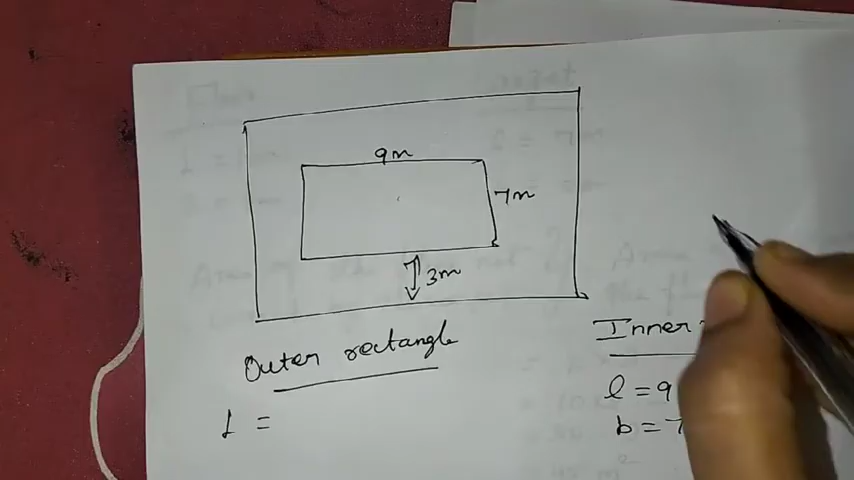 9m
7m
3m
Outer rectangle
Inner
l = 9
L =
b = 7